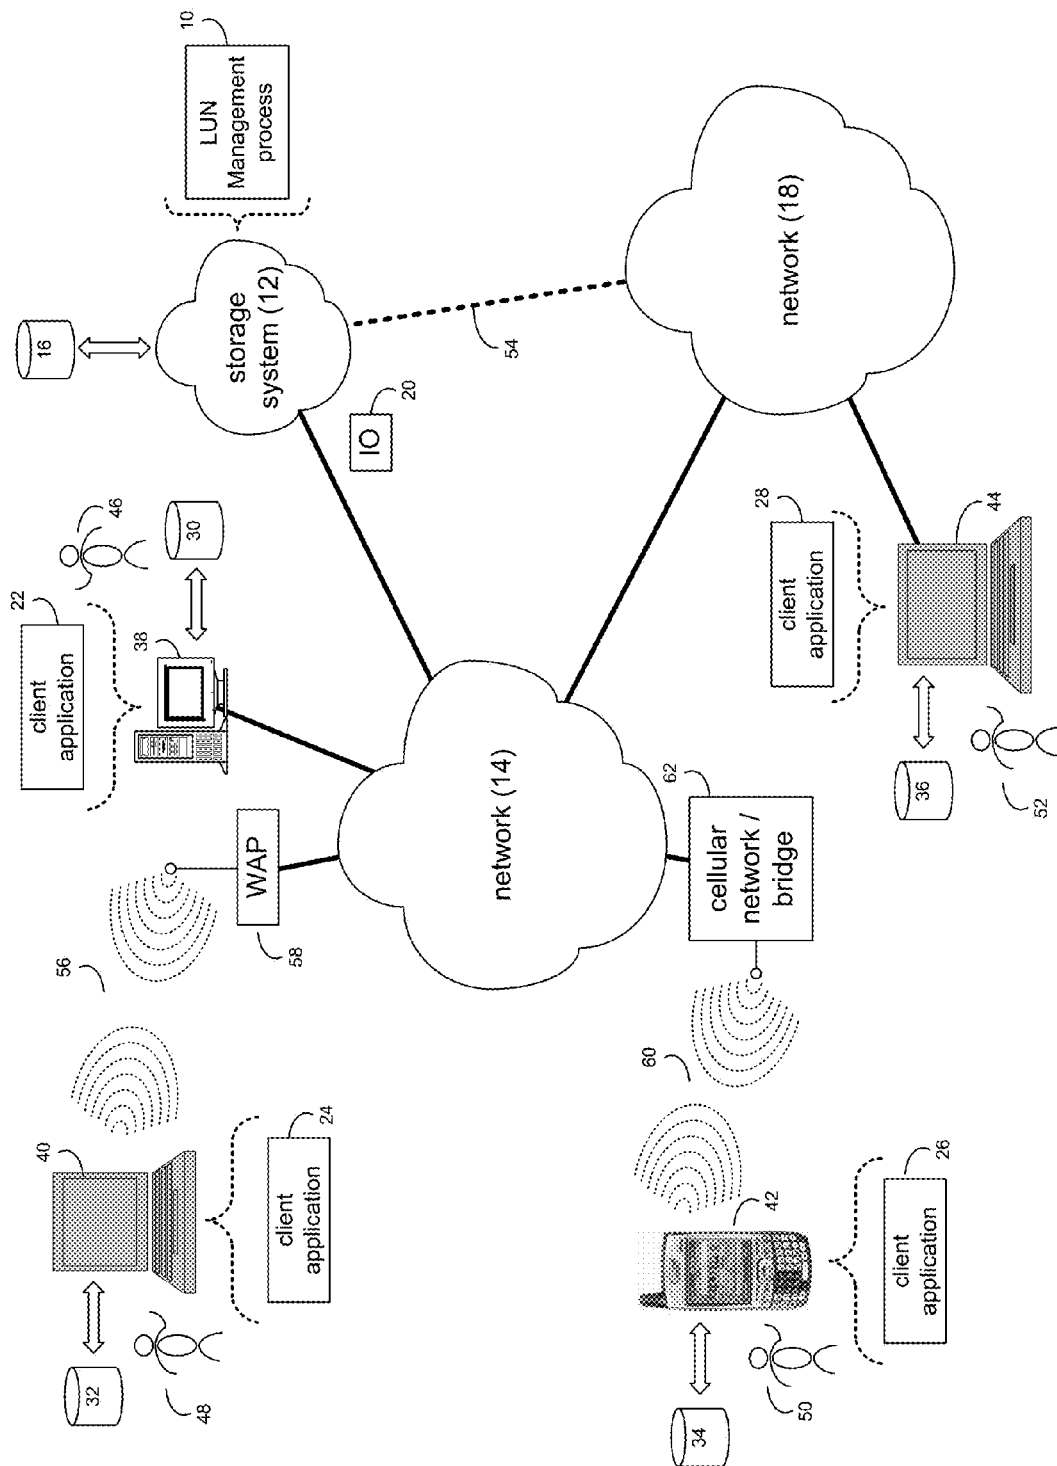 32
48
40
client
application
24
56
58
WAP
client
application
22
38
46
30
16
storage
system (12)
LUN
Management
process
10
IO
20
network (14)
54
34
50
42
client
application
26
60
cellular
network /
bridge
62
network (18)
client
application
28
44
36
52